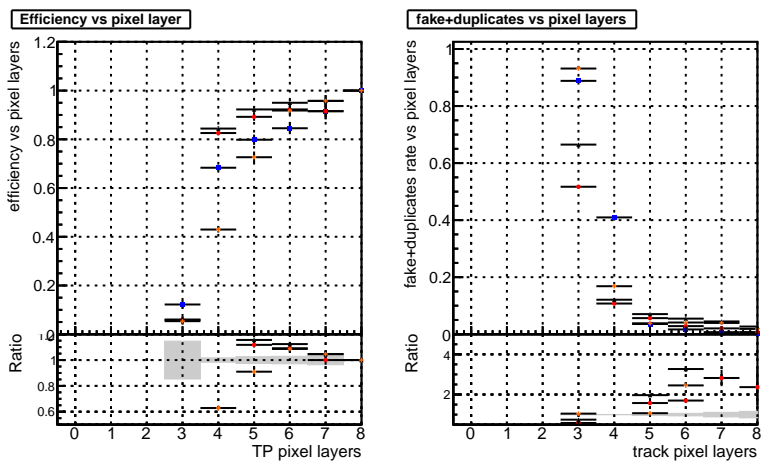 Efficiency vs pixel layer
efficiency vs pixel layers
1.2
1
0.8
0.6
0.4
0.2
0
Ratio
1
0.8
0.6
0 1 2 3 4 5 6 7 8
TP pixel layers
fake+duplicates vs pixel layers
fake+duplicates rate vs pixel layers
1
0.8
0.6
0.4
0.2
0
Ratio
4
2
0 1 2 3 4 5 6 7 8
track pixel layers